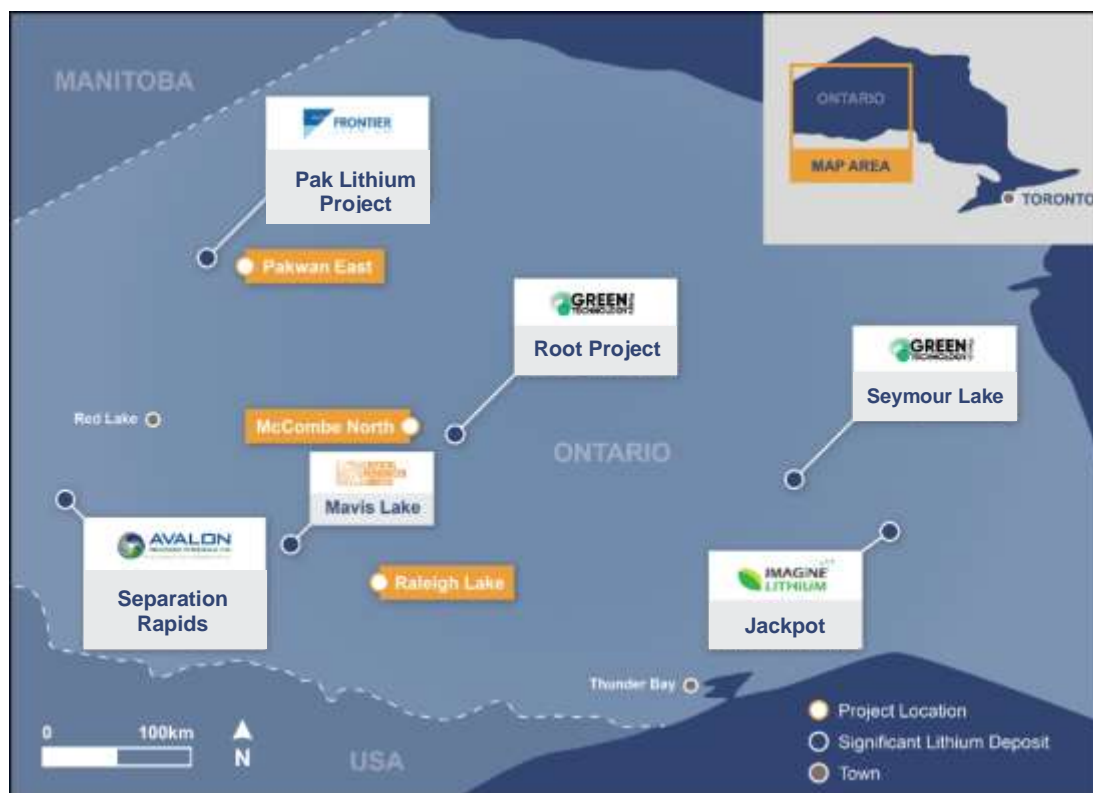 MANITOBA
FRONTIER
Pak Lithium
Project
ONTARIO
MAP AREA
TORONTO
Pakwan East
GREEN
TECHNOLOGY
Root Project
GREEN
TECHNOLOGY
Seymour Lake
Red Lake
McCombe North
ONTARIO
Mavis Lake
AVALON
Separation
Rapids
Raleigh Lake
IMAGINE
LITHIUM
Jackpot
Thunder Bay
0 100km
N
USA
Project Location
Significant Lithium Deposit
Town